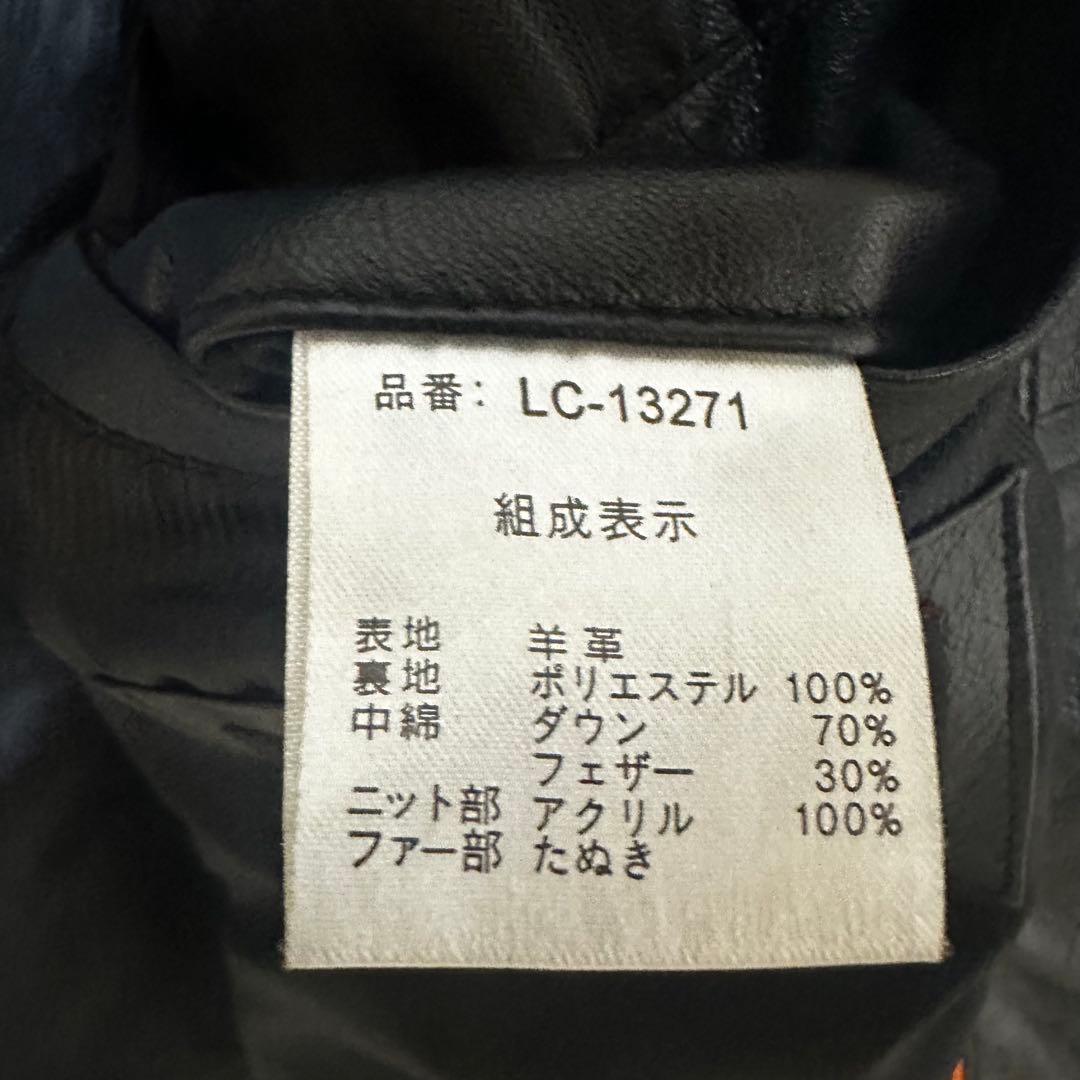 品番: LC-13271
組成表示
表地 羊革
裏地 ポリエステル 100%
中綿 ダウン 70%
フェザー 30%
ニット部 アクリル 100%
ファー部 たぬき